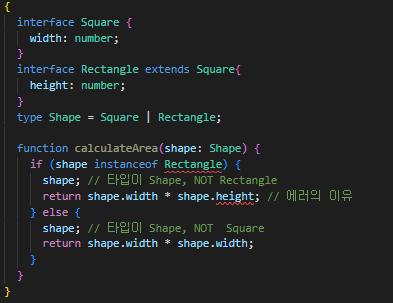 {
  interface Square {
    width: number;
  }
  interface Rectangle extends Square{
    height: number;
  }
  type Shape = Square | Rectangle;

  function calculateArea(shape: Shape) {
    if (shape instanceof Rectangle) {
      shape; // 타입이 Shape, NOT Rectangle
      return shape.width * shape.height; // 에러의 이유
    } else {
      shape; // 타입이 Shape, NOT  Square
      return shape.width * shape.width;
    }
  }
}